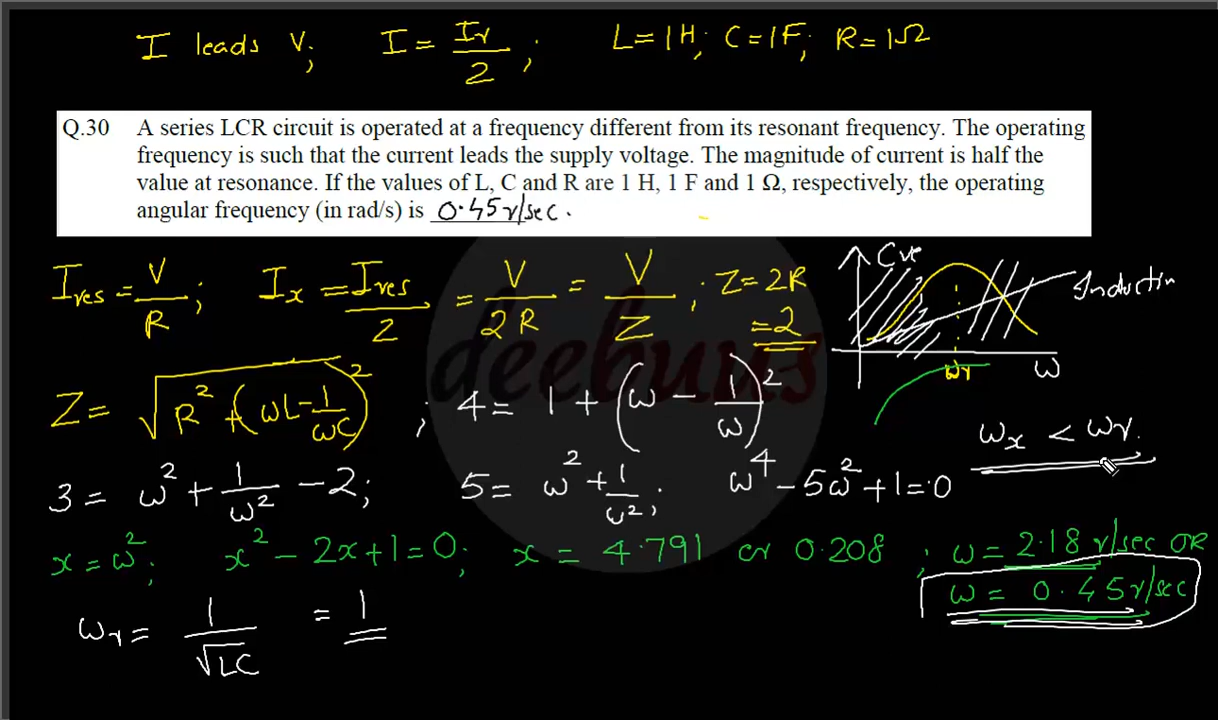 I leads V; I = Ir/2; L=1H; C=1F; R=1Ω
Q.30 A series LCR circuit is operated at a frequency different from its resonant frequency. The operating
frequency is such that the current leads the supply voltage. The magnitude of current is half the
value at resonance. If the values of L, C and R are 1 H, 1 F and 1 Ω, respectively, the operating
angular frequency (in rad/s) is 0.45r/sec.
Cve
Inductin
Ires = V/R; Ix = Ires/2 = V/2R = V/Z; Z=2R
=2
ωr ω
Z = √(R² + (ωL - 1/ωC)²); 4 = 1 + (ω - 1/ω)²
ωx < ωr.
3 = ω² + 1/ω² - 2; 5 = ω² + 1/ω²; ω⁴ - 5ω² + 1 = 0
x = ω²; x² - 2x + 1 = 0; x = 4.791 or 0.208; ω = 2.18 r/sec OR
ω = 0.45r/sec
ωr = 1/√LC = 1
deebums